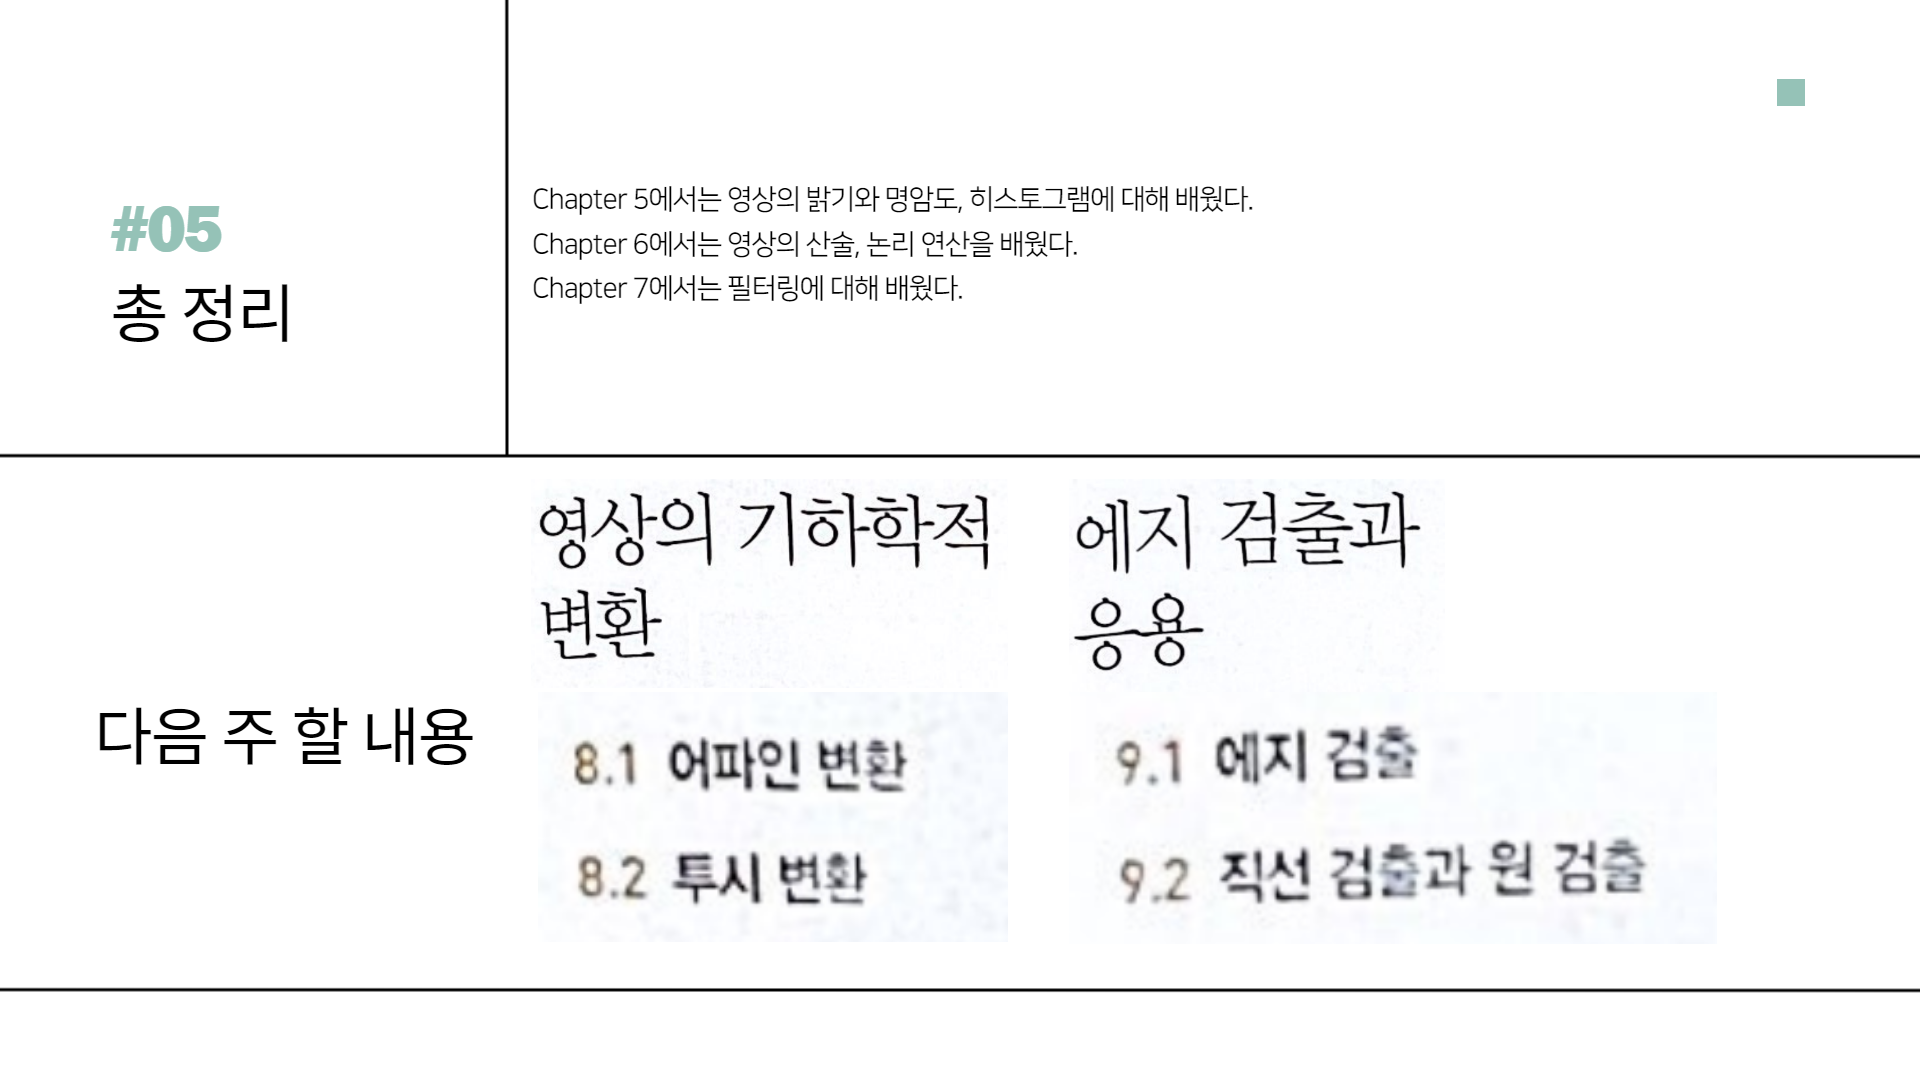 #05
총 정리
Chapter 5에서는 영상의 밝기와 명암도, 히스토그램에 대해 배웠다.
Chapter 6에서는 영상의 산술, 논리 연산을 배웠다.
Chapter 7에서는 필터링에 대해 배웠다.
다음 주 할 내용
영상의 기하학적
변환
8.1 어파인 변환
8.2 투시 변환
에지 검출과
응용
9.1 에지 검출
9.2 직선 검출과 원 검출